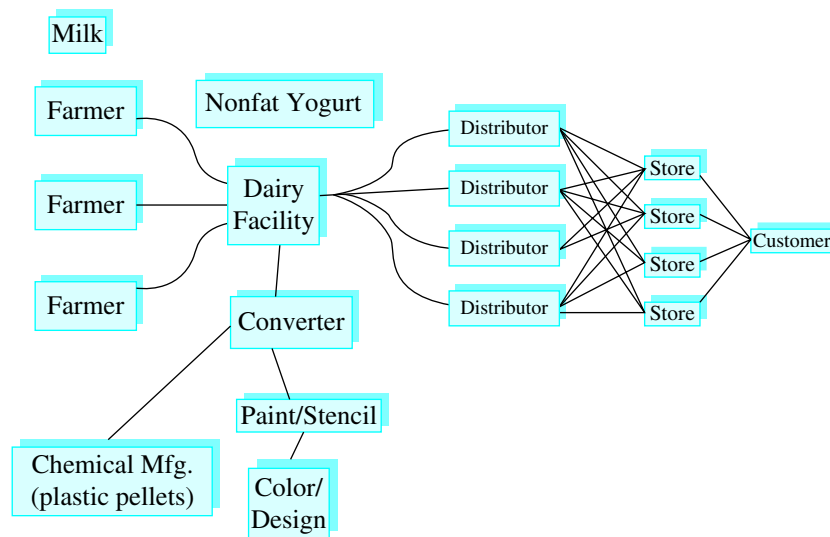 Milk
Farmer
Nonfat Yogurt
Farmer
Farmer
Dairy
Facility
Distributor
Distributor
Distributor
Distributor
Store
Store
Store
Store
Customer
Converter
Paint/Stencil
Chemical Mfg.
(plastic pellets)
Color/
Design